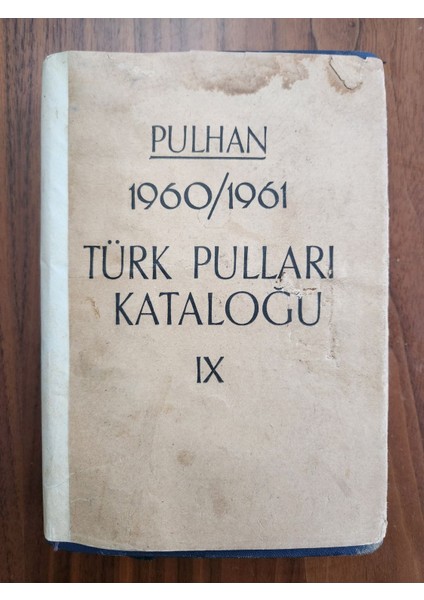 PULHAN
1960/1961
TÜRK PULLARI
KATALOĞU
IX